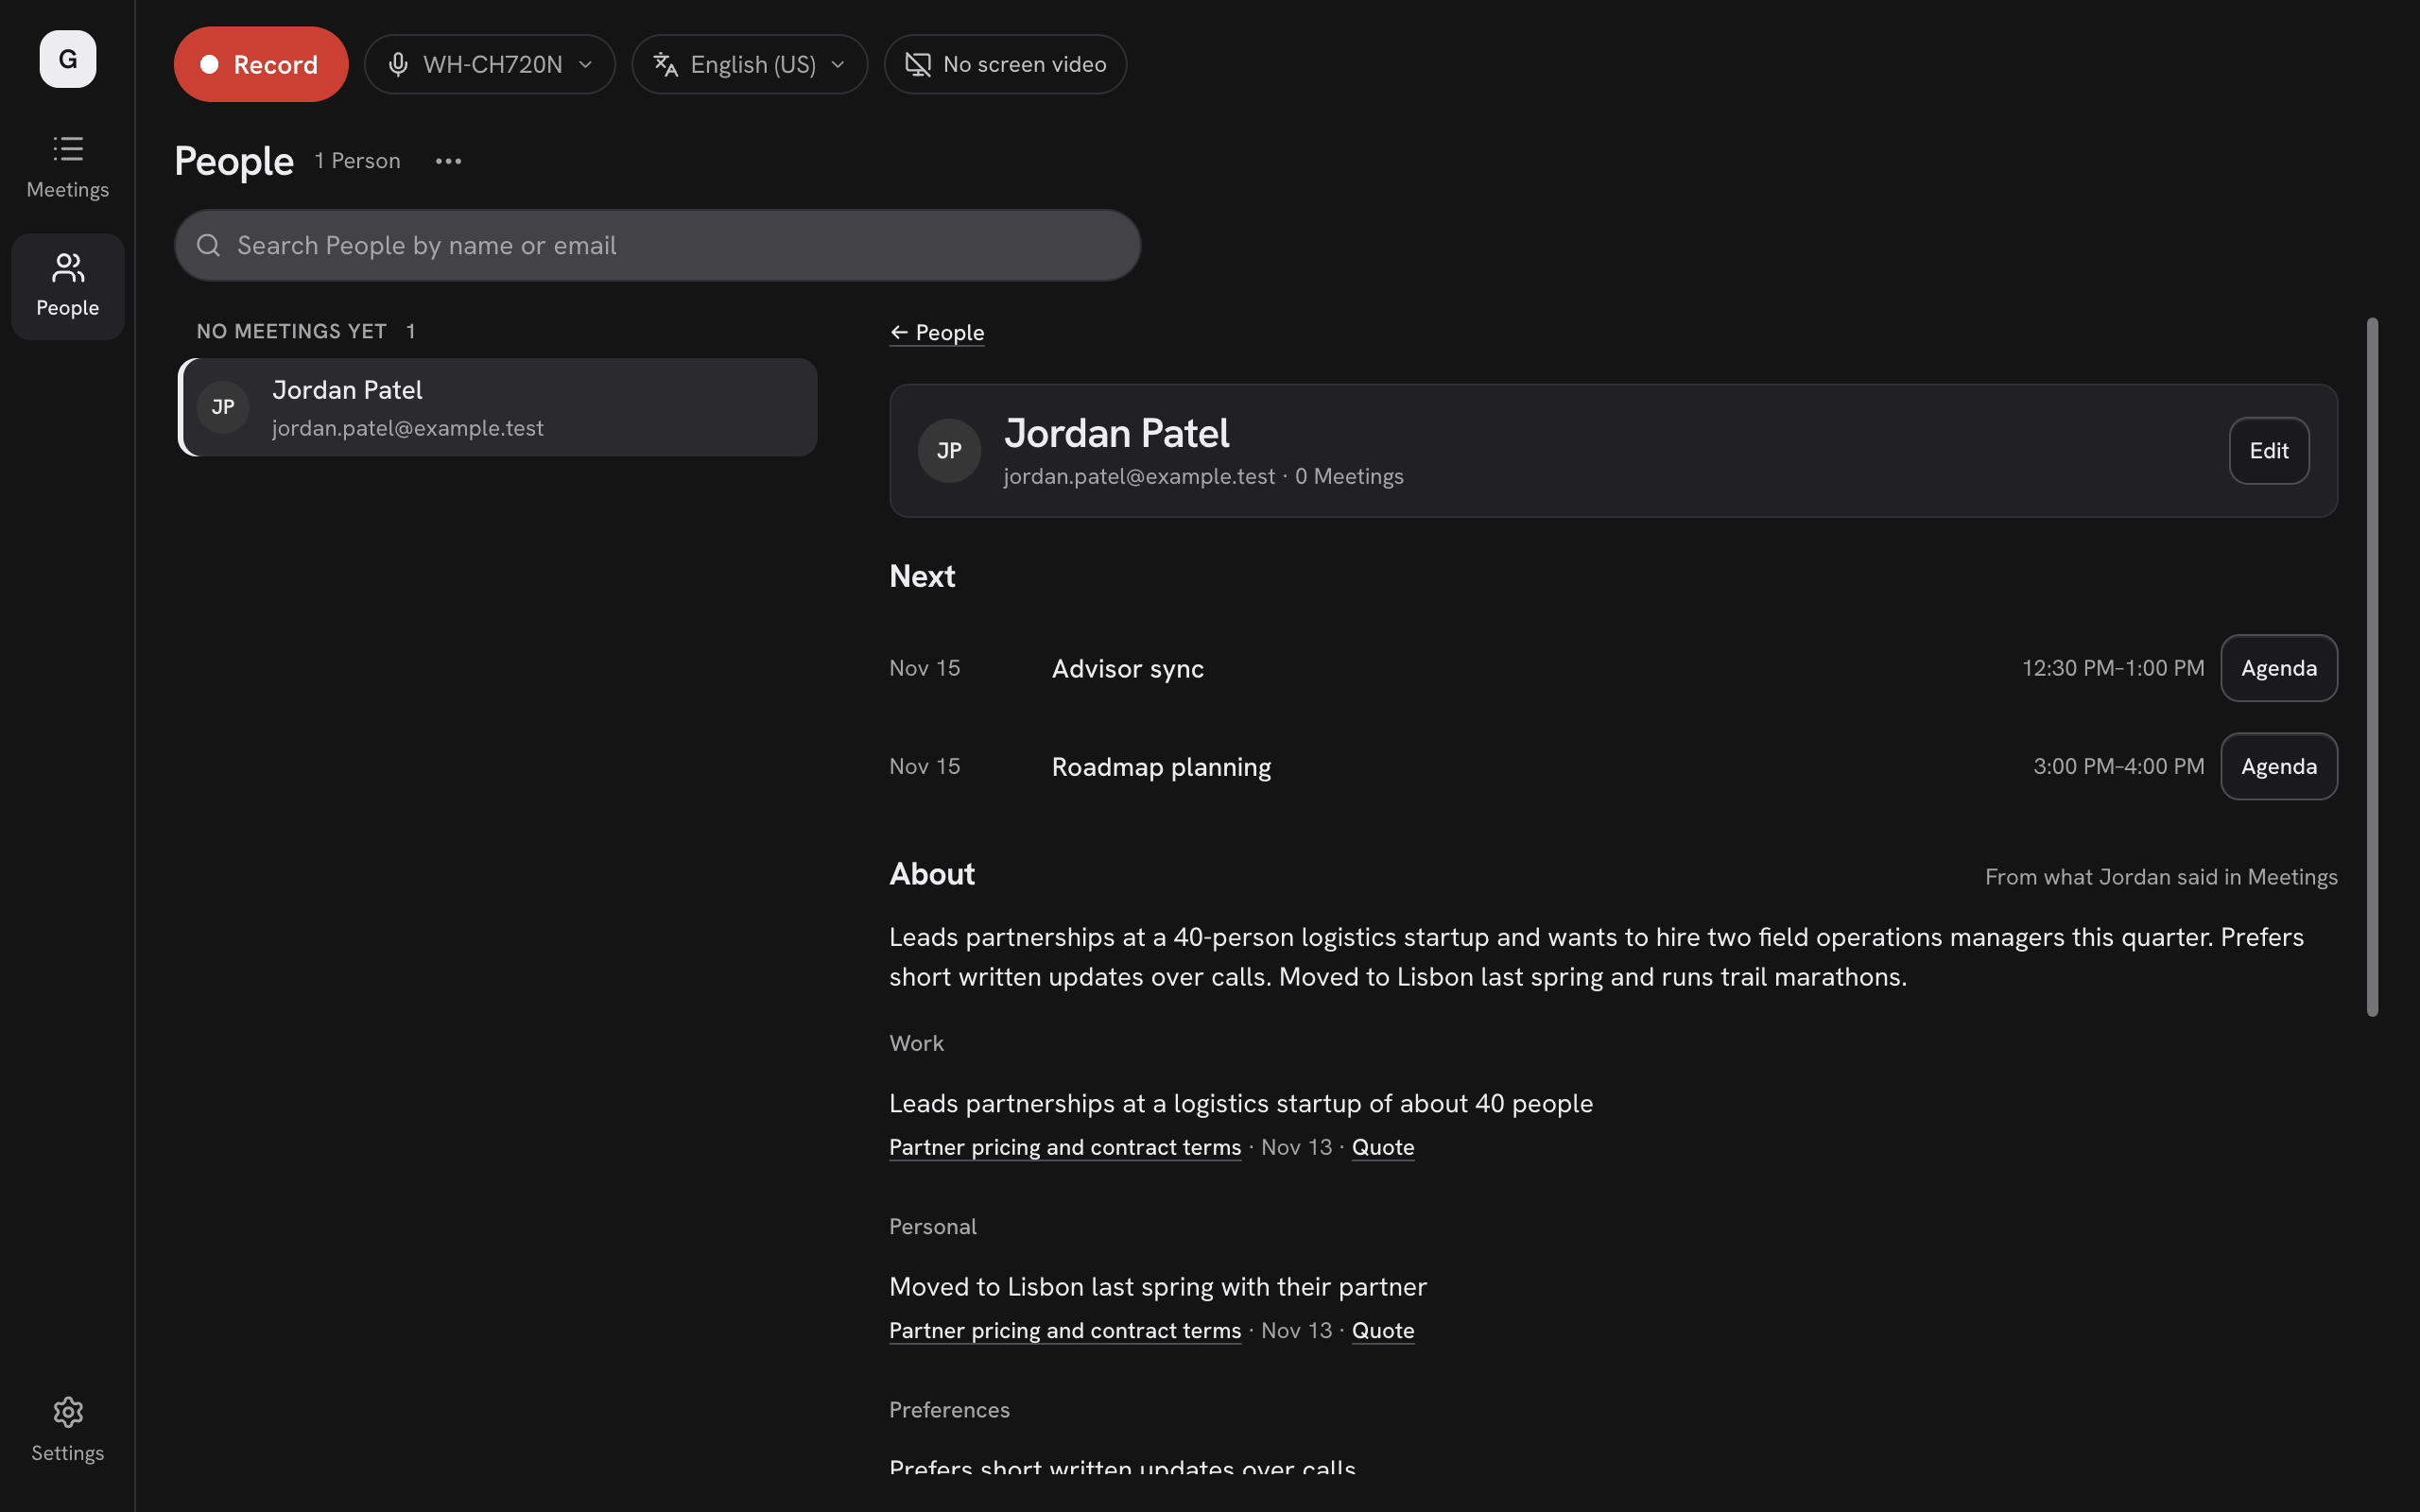 G
Meetings
People
Settings
Record
WH-CH720N
English (US)
No screen video
People 1 Person
Search People by name or email
NO MEETINGS YET 1
JP
Jordan Patel
jordan.patel@example.test
← People
JP
Jordan Patel
jordan.patel@example.test · 0 Meetings
Edit
Next
Nov 15 Advisor sync 12:30 PM–1:00 PM Agenda
Nov 15 Roadmap planning 3:00 PM–4:00 PM Agenda
About From what Jordan said in Meetings
Leads partnerships at a 40-person logistics startup and wants to hire two field operations managers this quarter. Prefers
short written updates over calls. Moved to Lisbon last spring and runs trail marathons.
Work
Leads partnerships at a logistics startup of about 40 people
Partner pricing and contract terms · Nov 13 · Quote
Personal
Moved to Lisbon last spring with their partner
Partner pricing and contract terms · Nov 13 · Quote
Preferences
Prefers short written updates over calls